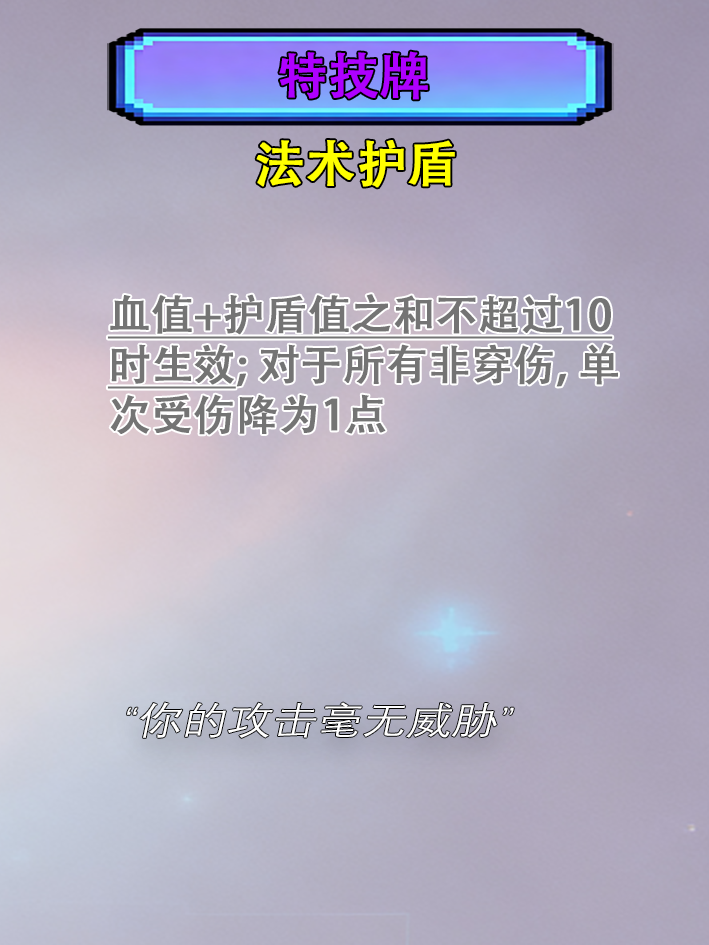 特技牌
法术护盾
血值+护盾值之和不超过10
时生效; 对于所有非穿伤, 单
次受伤降为1点
“你的攻击毫无威胁”